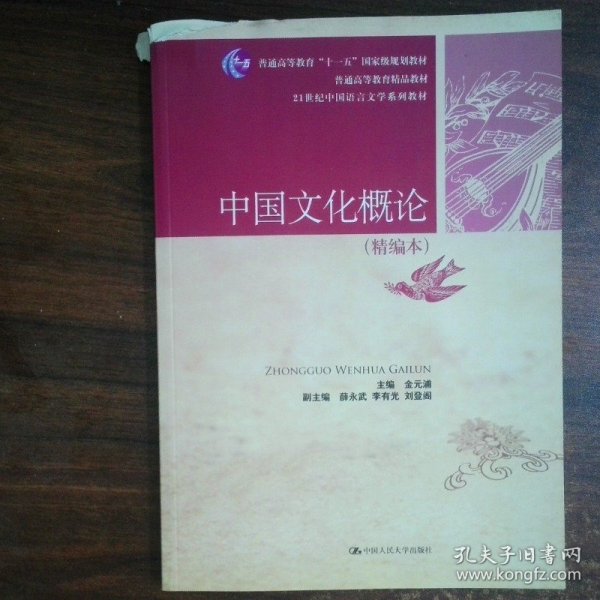 十一五
普通高等教育“十一五”国家级规划教材
普通高等教育精品教材
21世纪中国语言文学系列教材
中国文化概论
(精编本)
ZHONGGUO WENHUA GAILUN
主编 金元浦
副主编 薛永武 李有光 刘登阁
中国人民大学出版社
孔夫子旧书网
www.kongfz.com